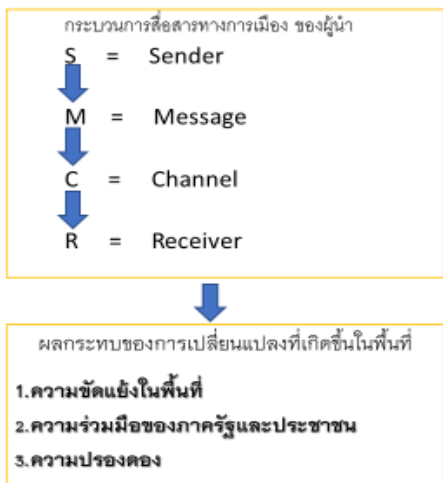 กระบวนการสื่อสารทางการเมือง ของผู้นำ
S = Sender
M = Message
C = Channel
R = Receiver
ผลกระทบของการเปลี่ยนแปลงที่เกิดขึ้นในพื้นที่
1.ความขัดแย้งในพื้นที่
2.ความร่วมมือของภาครัฐและประชาชน
3.ความปรองดอง